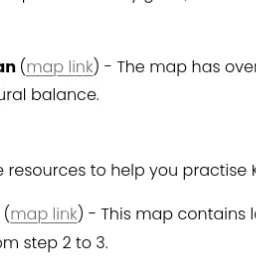 an (map link) - The map has over
ural balance.
e resources to help you practise K
(map link) - This map contains l
om step 2 to 3.